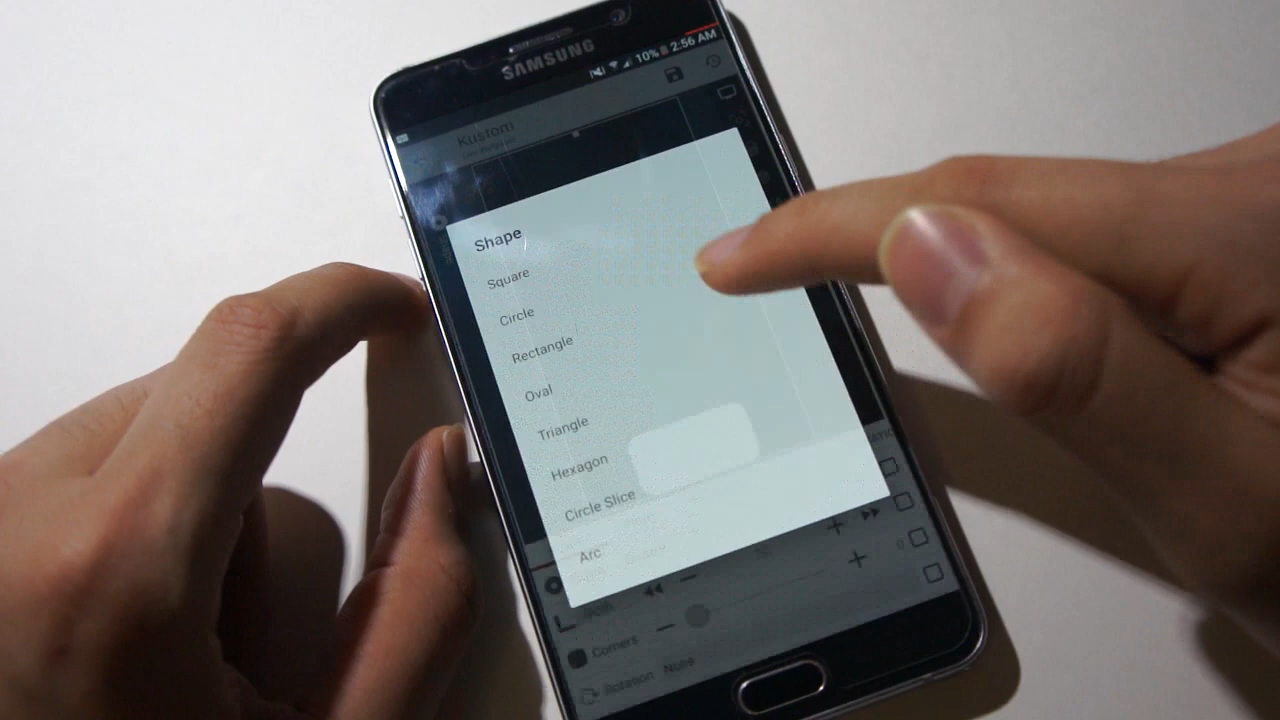 SAMSUNG
10% 2:56 AM
Kustom
Shape
Square
Circle
Rectangle
Oval
Triangle
Hexagon
Circle Slice
Arc
0
Corners
Rotation None